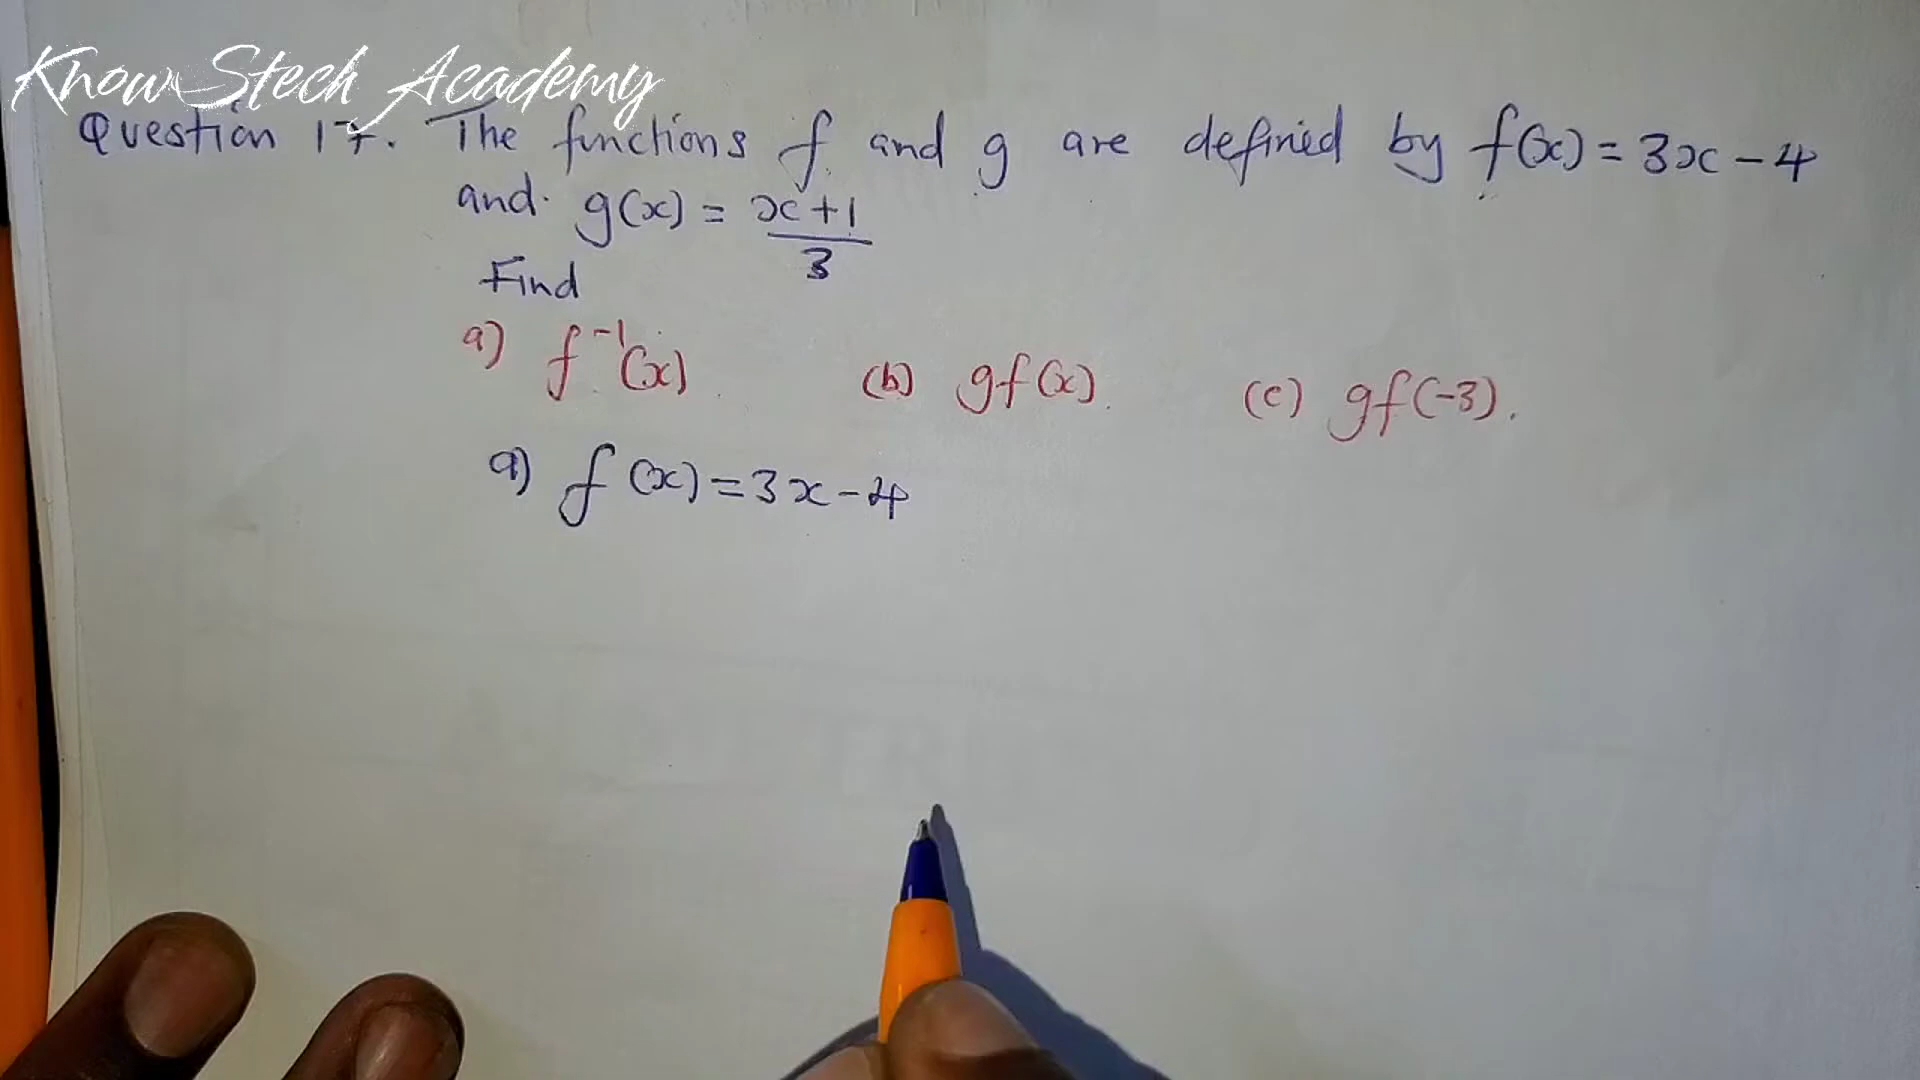 Know Stech Academy
Question 17. The functions f and g are defined by f(x) = 3x - 4
and. g(x) = x+1
3
Find
a) f⁻¹(x) (b) gf(x). (c) gf(-3).
a) f(x) = 3x - 4